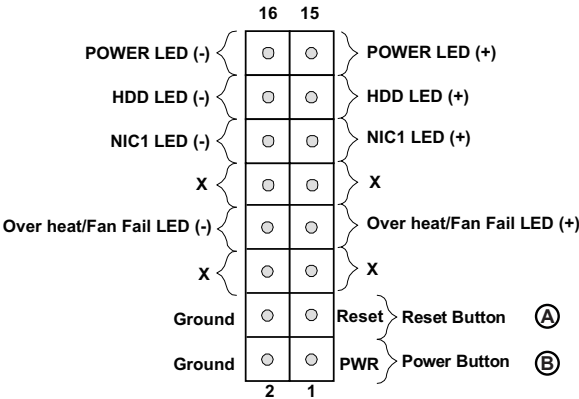 16 15
POWER LED (-) POWER LED (+)
HDD LED (-) HDD LED (+)
NIC1 LED (-) NIC1 LED (+)
X X
Over heat/Fan Fail LED (-) Over heat/Fan Fail LED (+)
X X
Ground Reset Reset Button A
Ground PWR Power Button B
2 1